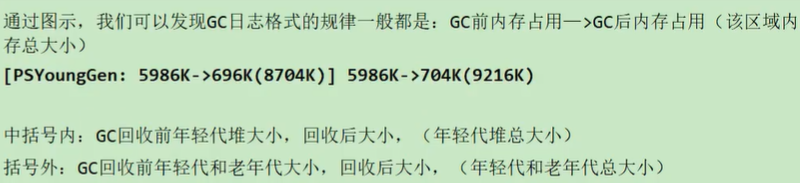 通过图示，我们可以发现GC日志格式的规律一般都是：GC前内存占用—>GC后内存占用（该区域内
存总大小）
[PSYoungGen: 5986K->696K(8704K)] 5986K->704K(9216K)
中括号内：GC回收前年轻代堆大小，回收后大小，（年轻代堆总大小）
括号外：GC回收前年轻代和老年代大小，回收后大小，（年轻代和老年代总大小）